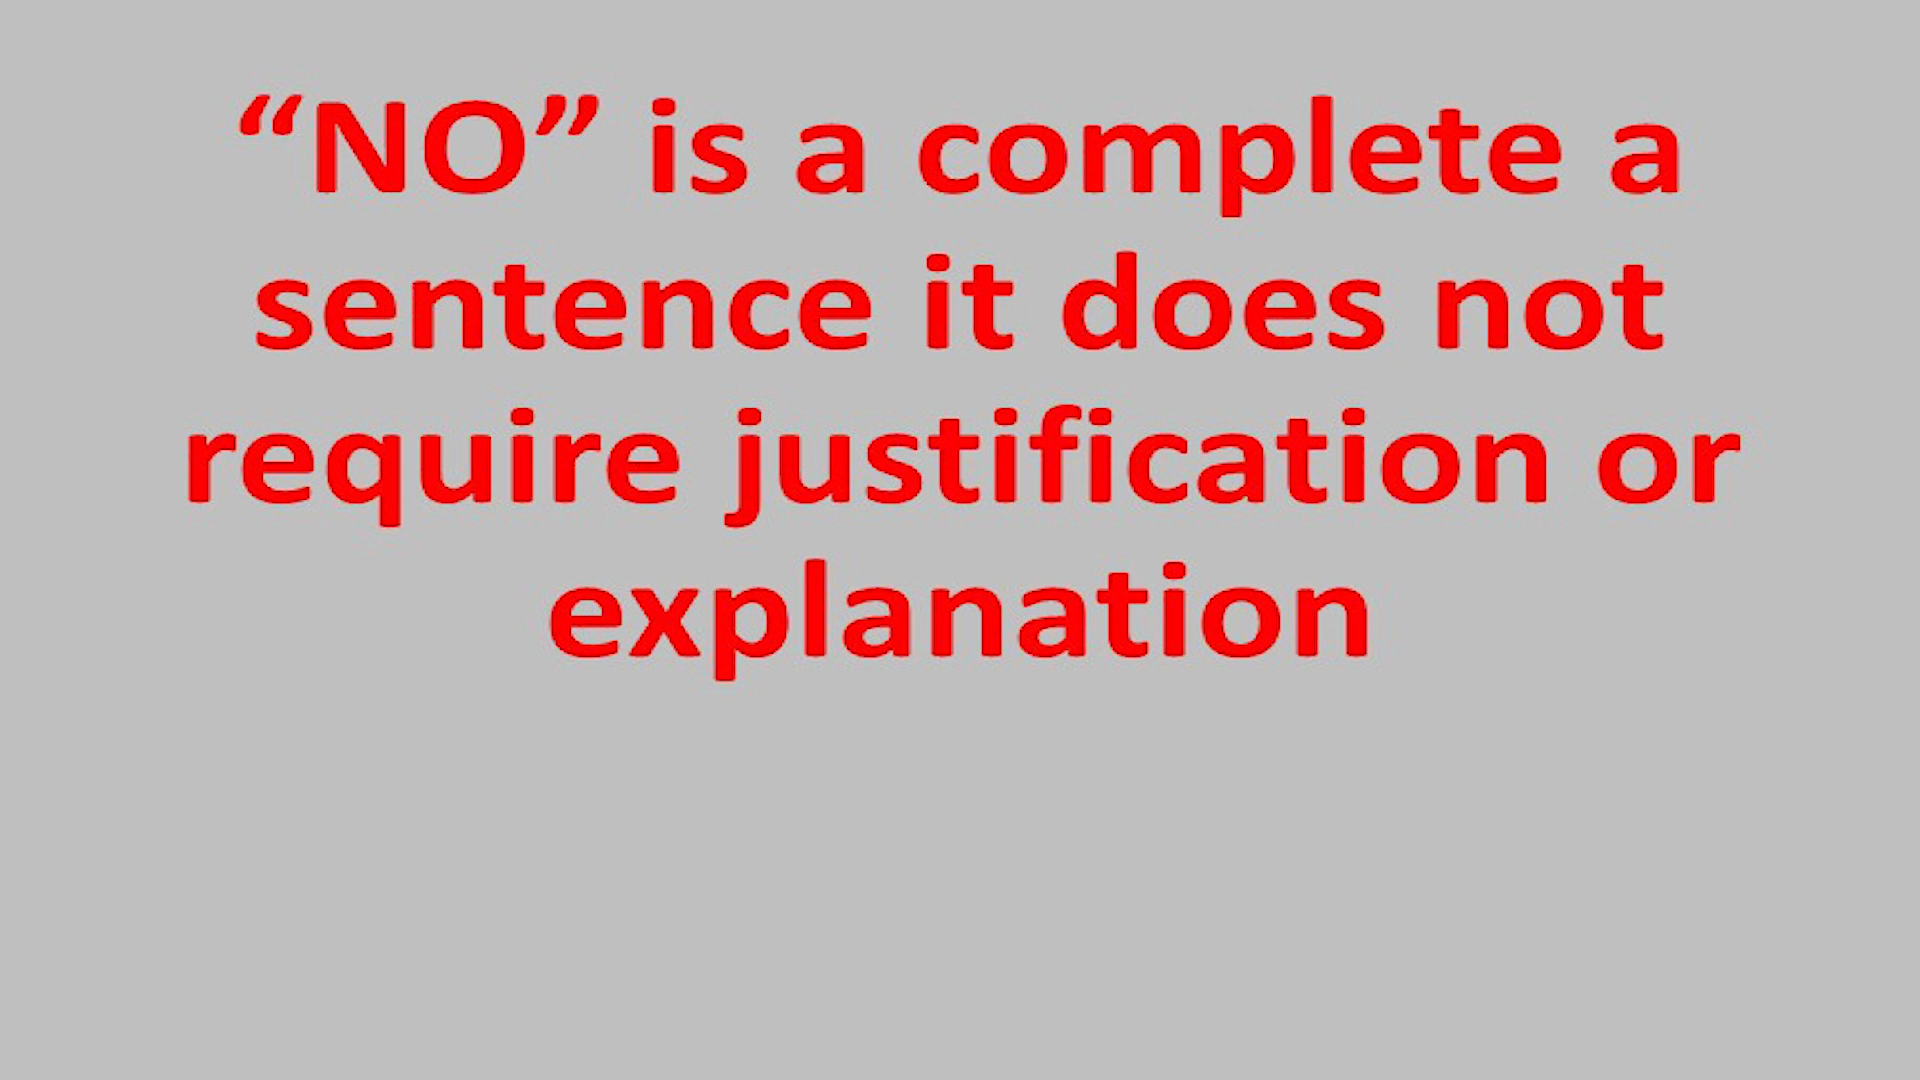 “NO” is a complete a
sentence it does not
require justification or
explanation